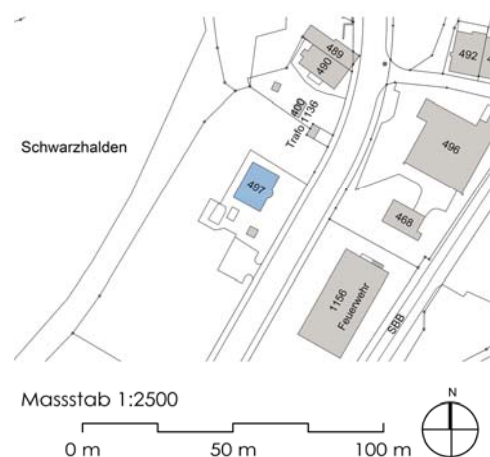 489
490
492
400
Trafo 1136
496
Schwarzhalden
497
468
1156
Feuerwehr
SBB
Massstab 1:2500
N
0 m 50 m 100 m